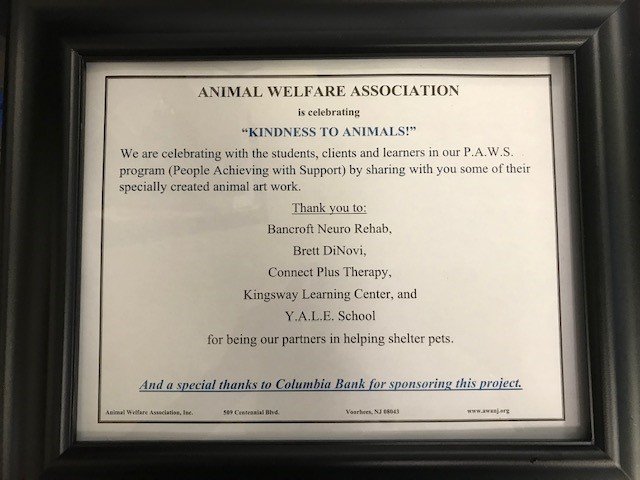 ANIMAL WELFARE ASSOCIATION
is celebrating
“KINDNESS TO ANIMALS!”
We are celebrating with the students, clients and learners in our P.A.W.S.
program (People Achieving with Support) by sharing with you some of their
specially created animal art work.
Thank you to:
Bancroft Neuro Rehab,
Brett DiNovi,
Connect Plus Therapy,
Kingsway Learning Center, and
Y.A.L.E. School
for being our partners in helping shelter pets.
And a special thanks to Columbia Bank for sponsoring this project.
Animal Welfare Association, Inc. 509 Centennial Blvd. Voorhees, NJ 08043 www.awanj.org